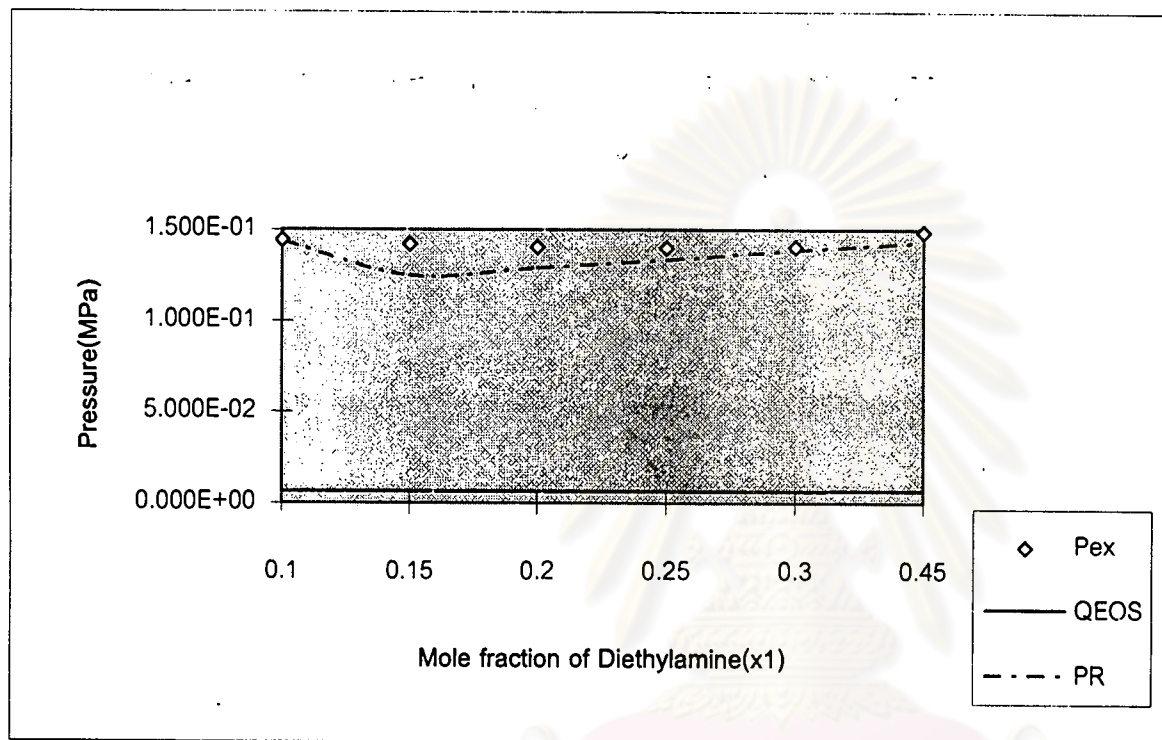 1.500E-01
1.000E-01
5.000E-02
0.000E+00
Pressure(MPa)
0.1 0.15 0.2 0.25 0.3 0.45
Mole fraction of Diethylamine(x1)
Pex
QEOS
PR